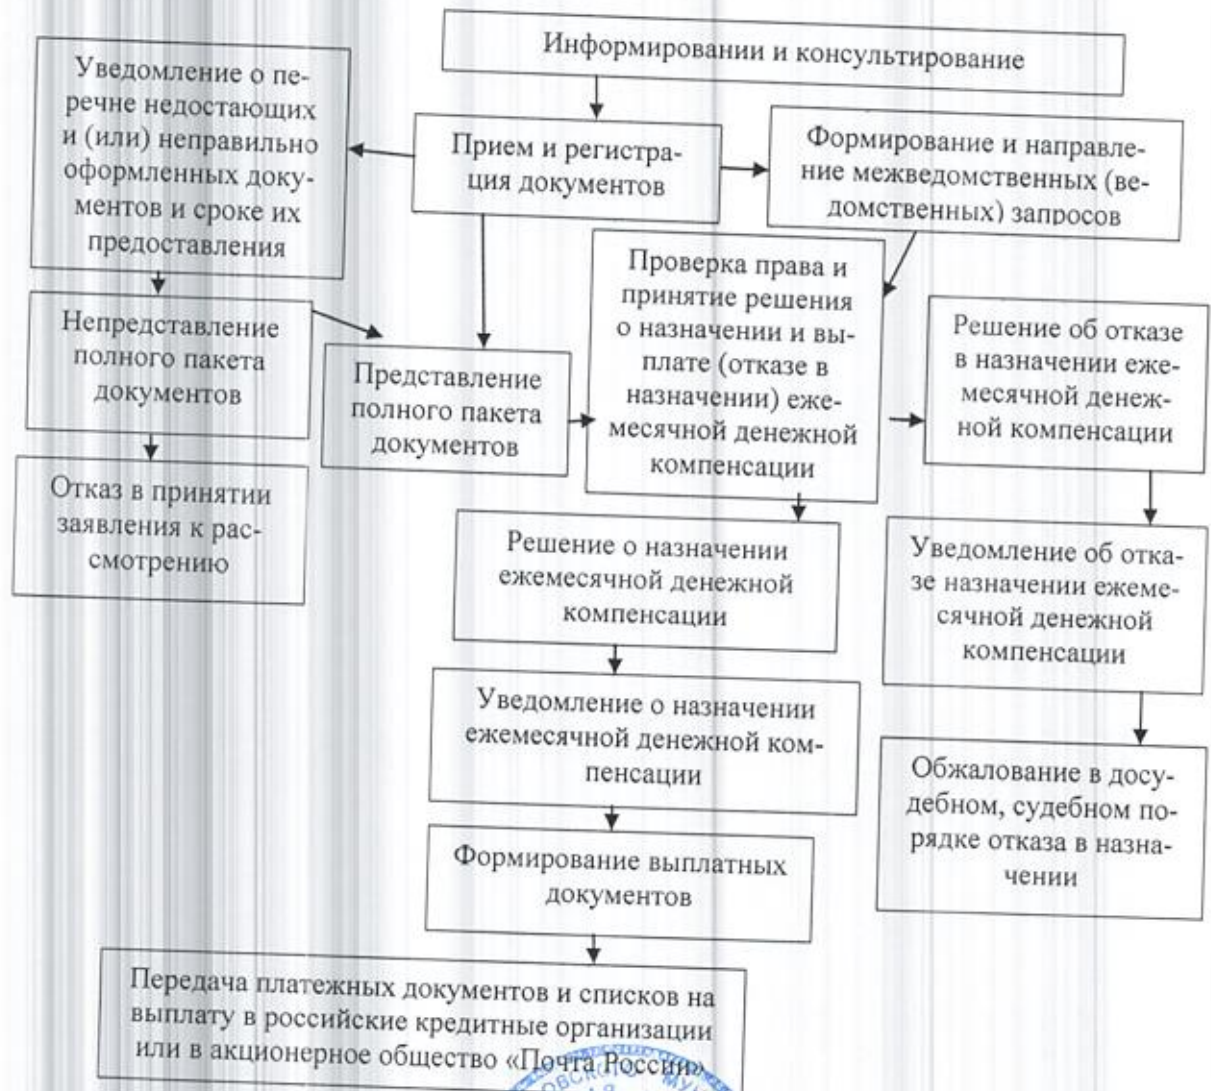 Информировании и консультирование
Уведомление о пе-
речне недостающих
и (или) неправильно
оформленных доку-
ментов и сроке их
предоставления
Прием и регистра-
ция документов
Формирование и направле-
ние межведомственных (ве-
домственных) запросов
Непредставление
полного пакета
документов
Представление
полного пакета
документов
Проверка права и
принятие решения
о назначении и вы-
плате (отказе в
назначении) еже-
месячной денежной
компенсации
Решение об отказе
в назначении еже-
месячной денеж-
ной компенсации
Отказ в принятии
заявления к рас-
смотрению
Решение о назначении
ежемесячной денежной
компенсации
Уведомление об отка-
зе назначении ежеме-
сячной денежной
компенсации
Уведомление о назначении
ежемесячной денежной ком-
пенсации
Обжалование в досу-
дебном, судебном по-
рядке отказа в назна-
чении
Формирование выплатных
документов
Передача платежных документов и списков на
выплату в российские кредитные организации
или в акционерное общество «Почта России»